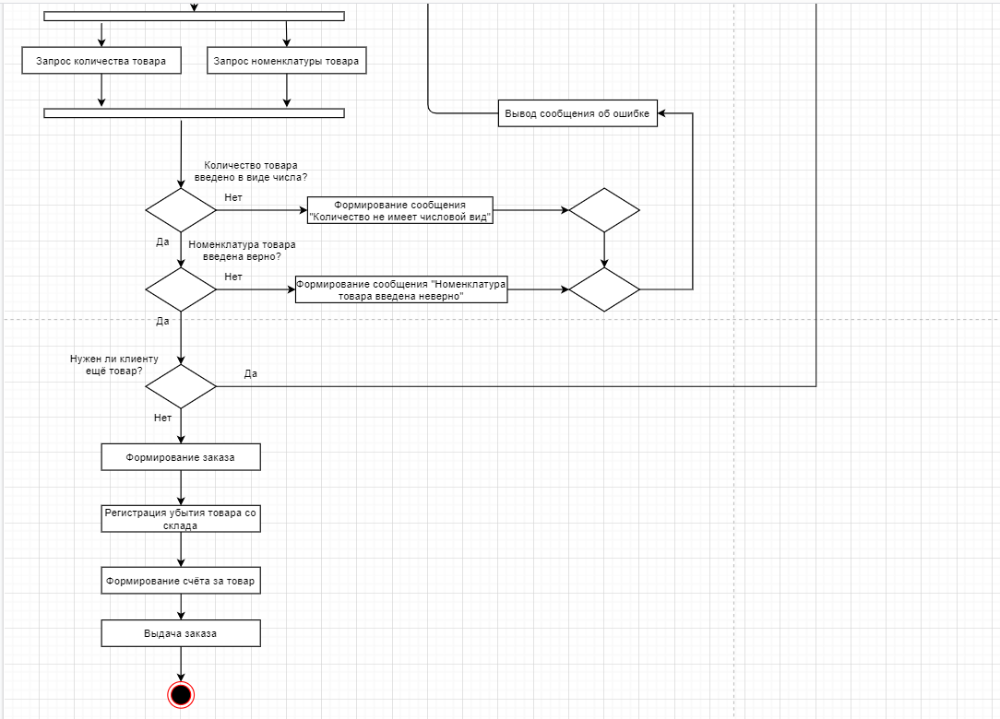 Запрос количества товара
Запрос номенклатуры товара
Вывод сообщения об ошибке
Количество товара
введено в виде числа?
Нет
Формирование сообщения
"Количество не имеет числовой вид"
Да
Номенклатура товара
введена верно?
Нет
Формирование сообщения "Номенклатура
товара введена неверно"
Да
Нужен ли клиенту
ещё товар?
Да
Нет
Формирование заказа
Регистрация убытия товара со
склада
Формирование счёта за товар
Выдача заказа